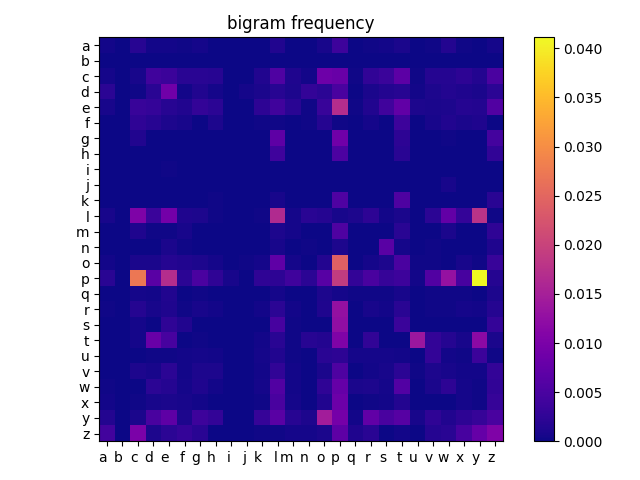 bigram frequency
a
b
c
d
e
f
g
h
i
j
k
l
m
n
o
p
q
r
s
t
u
v
w
x
y
z
a b c d e f g h i j k l m n o p q r s t u v w x y z
0.040
0.035
0.030
0.025
0.020
0.015
0.010
0.005
0.000